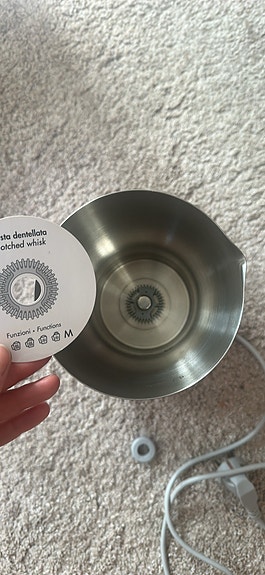 sta dentellata
otched whisk
Funzioni • Functions
M